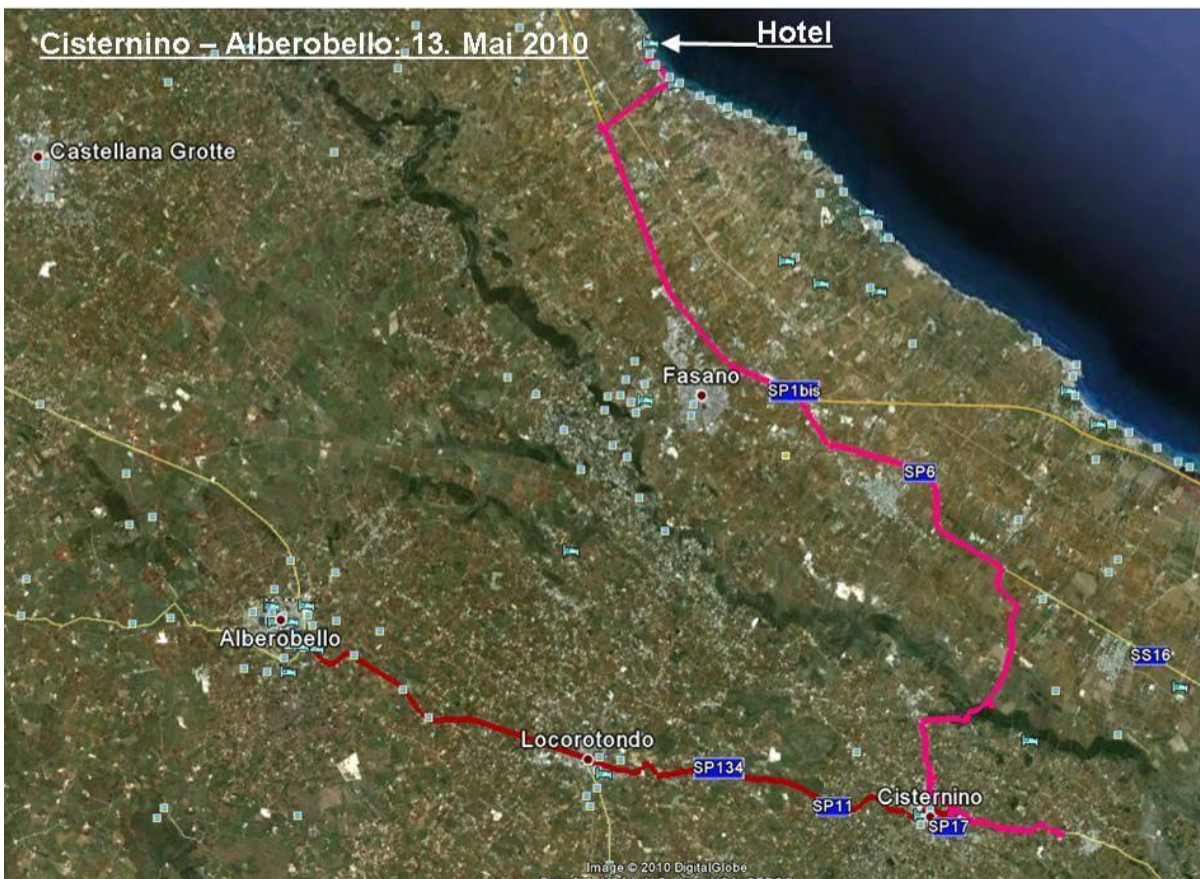 Cisternino – Alberobello: 13. Mai 2010
Hotel
Castellana Grotte
Fasano
SP1bis
SP6
Alberobello
SS16
Locorotondo
SP134
SP11
Cisternino
SP17
Image © 2010 DigitalGlobe